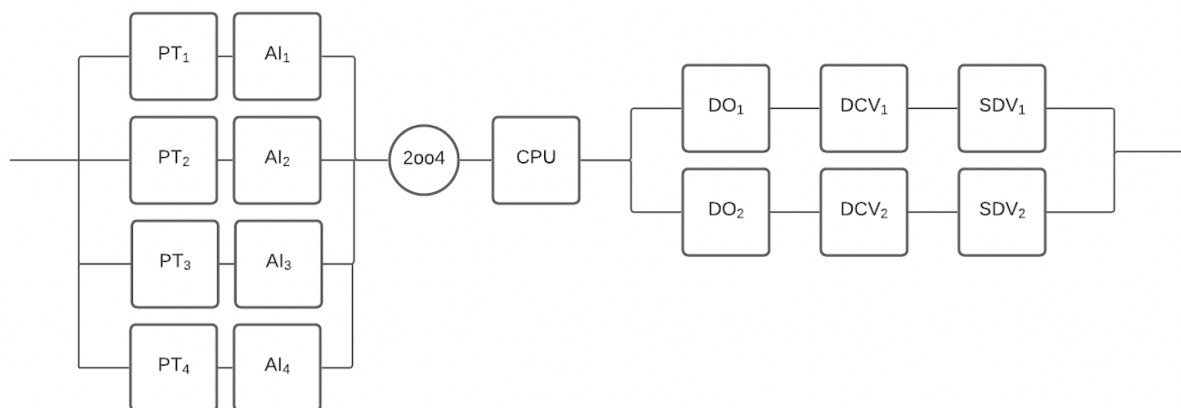 PT₁ AI₁
PT₂ AI₂
PT₃ AI₃
PT₄ AI₄
2oo4
CPU
DO₁ DCV₁ SDV₁
DO₂ DCV₂ SDV₂